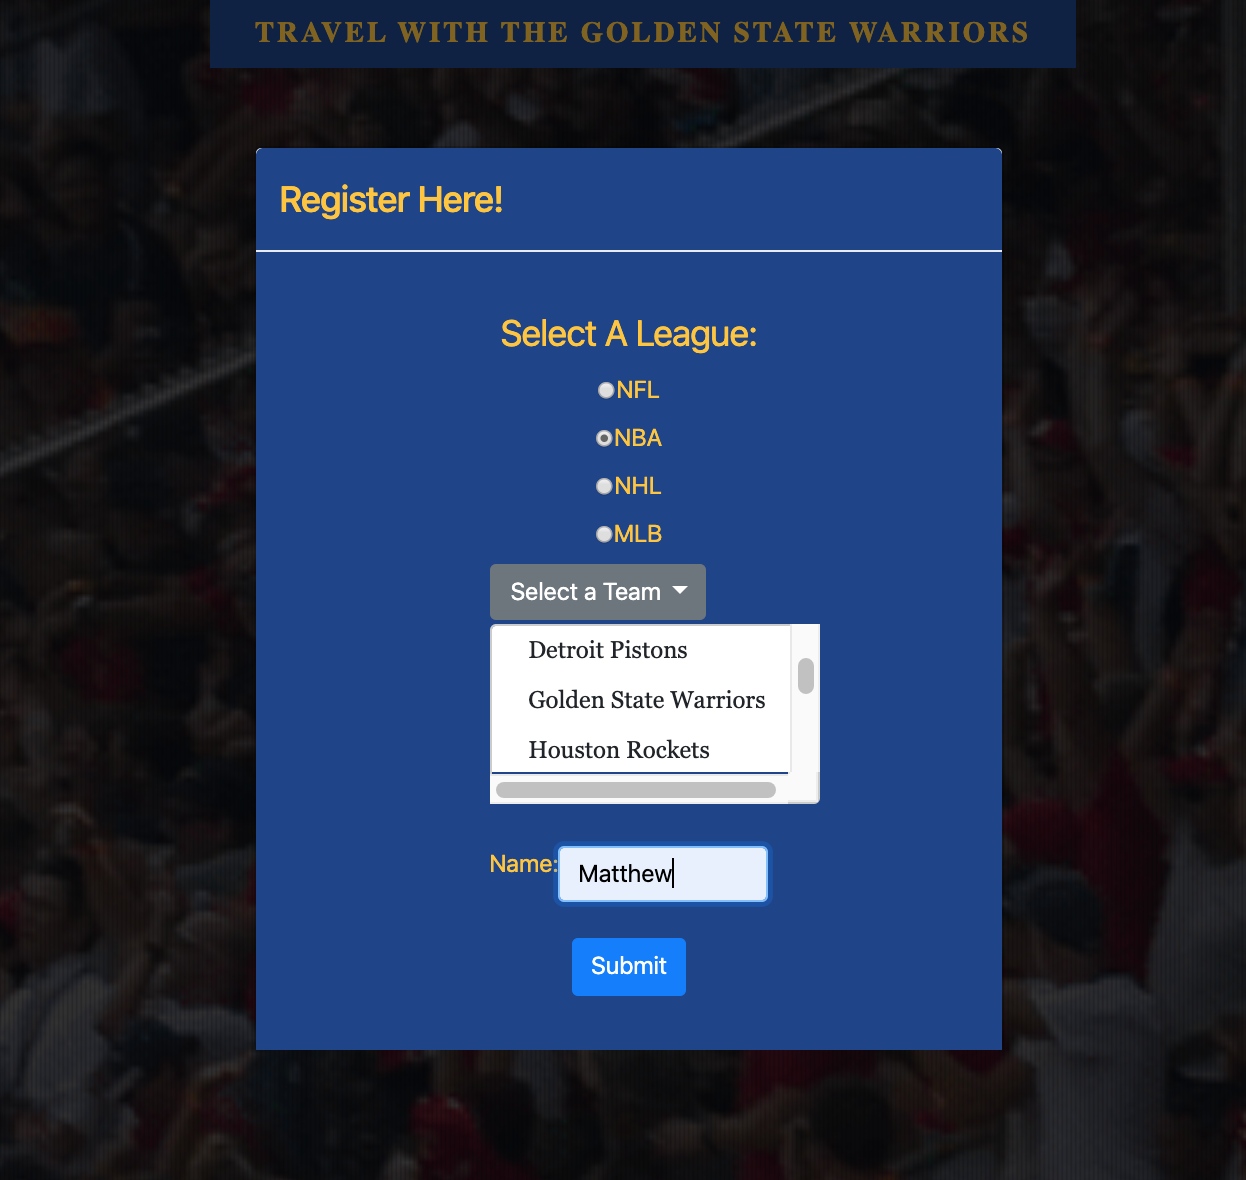 TRAVEL WITH THE GOLDEN STATE WARRIORS
Register Here!
Select A League:
NFL
NBA
NHL
MLB
Select a Team
Detroit Pistons
Golden State Warriors
Houston Rockets
Name: Matthew
Submit